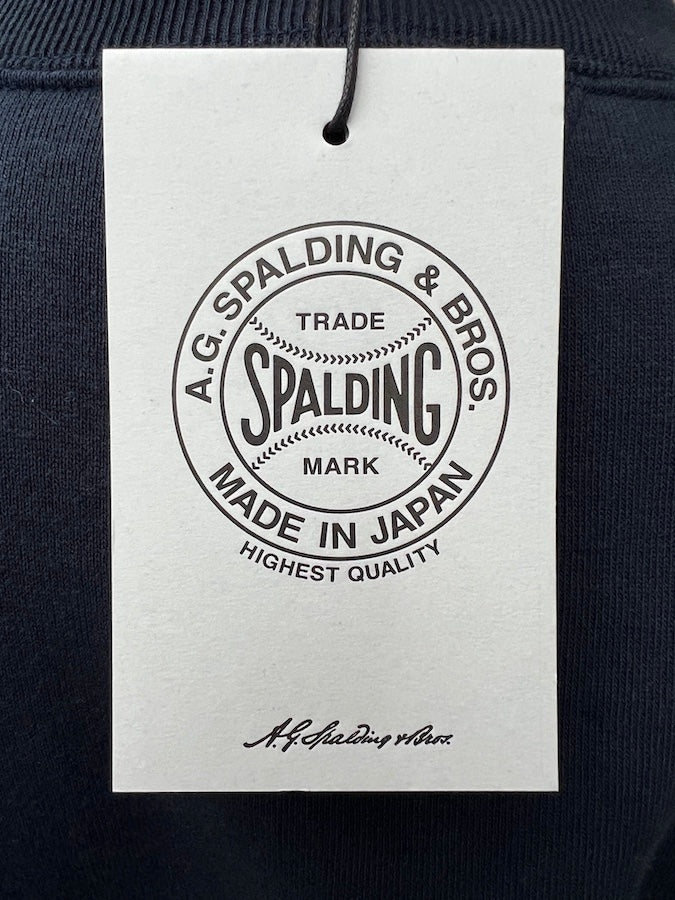 A.G. SPALDING & BROS.
TRADE
SPALDING
MARK
MADE IN JAPAN
HIGHEST QUALITY
A.G. Spalding & Bros.